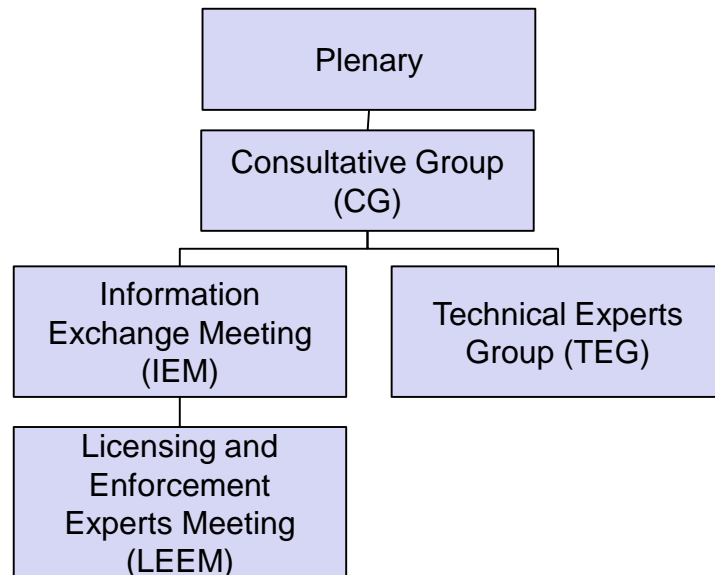 Plenary
Consultative Group
(CG)
Information
Exchange Meeting
(IEM)
Technical Experts
Group (TEG)
Licensing and
Enforcement
Experts Meeting
(LEEM)